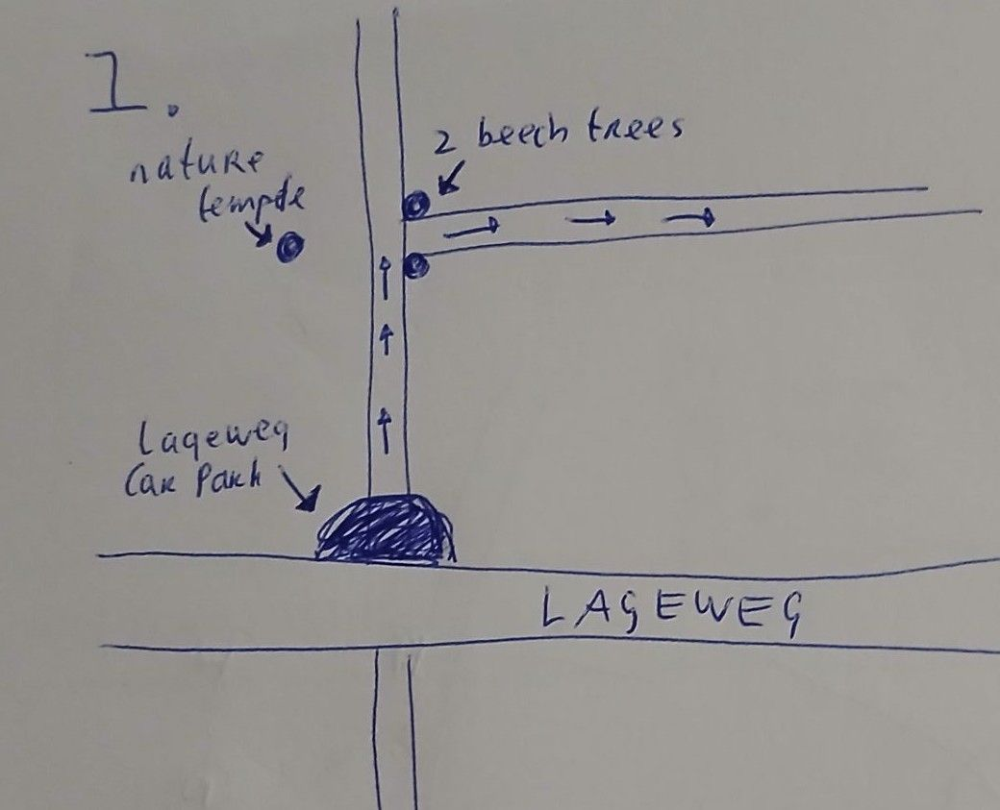 1.
2 beech trees
nature
temple
Lageweg
Car Park
LAGEWEG